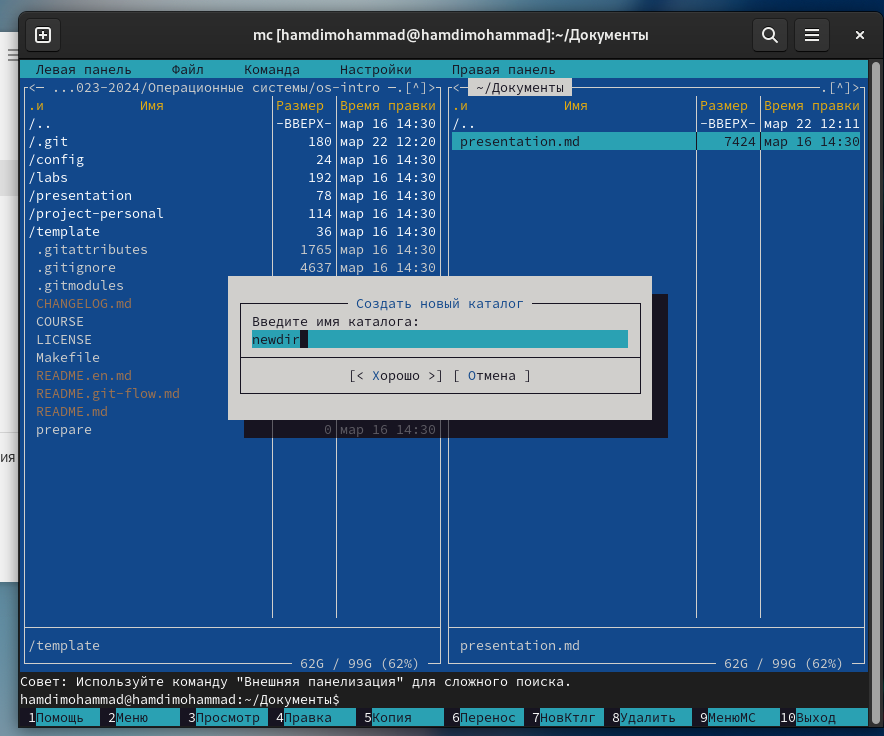 mc [hamdimohammad@hamdimohammad]:~/Документы
Левая панель Файл Команда Настройки Правая панель
<─ ...023-2024/Операционные системы/os-intro ─.[^]>
.и Имя Размер Время правки
/.. -ВВЕРХ- мар 16 14:30
/.git 180 мар 22 12:20
/config 24 мар 16 14:30
/labs 192 мар 16 14:30
/presentation 78 мар 16 14:30
/project-personal 114 мар 16 14:30
/template 36 мар 16 14:30
.gitattributes 1765 мар 16 14:30
.gitignore 4637 мар 16 14:30
.gitmodules
CHANGELOG.md
COURSE
LICENSE
Makefile
README.en.md
README.git-flow.md
README.md
prepare 0 мар 16 14:30
/template
62G / 99G (62%)
<─ ~/Документы .[^]>
.и Имя Размер Время правки
/.. -ВВЕРХ- мар 22 12:11
presentation.md 7424 мар 16 14:30
presentation.md
62G / 99G (62%)
Создать новый каталог
Введите имя каталога:
newdir
[< Хорошо >] [ Отмена ]
ия
Совет: Используйте команду "Внешняя панелизация" для сложного поиска.
hamdimohammad@hamdimohammad:~/Документы$
1Помощь 2Меню 3Просмотр 4Правка 5Копия 6Перенос 7НовКтлг 8Удалить 9МенюМС 10Выход